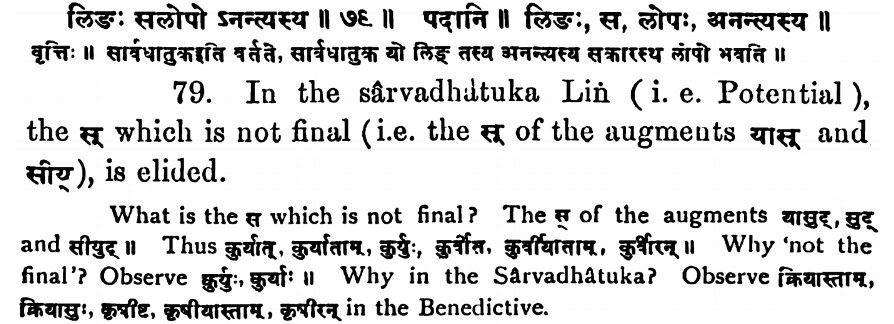 लिङः सलोपो ऽनन्त्यस्य ॥ ७९ ॥ पदानि ॥ लिङः, स, लोपः, अनन्त्यस्य ॥
वृत्तिः ॥ सार्वधातुकइति वर्तते, सार्वधातुक यो लिङ् तस्य अनन्त्यस्य सकारस्थ लोपो भवति ॥
79. In the sârvadhátuka Liṅ (i. e. Potential),
the स् which is not final (i.e. the स् of the augments यास् and
सीय्), is elided.
What is the स which is not final? The स् of the augments यासुट्, सुट्
and सीयुट् ॥ Thus कुर्यात्, कुर्याताम्, कुर्युः, कुर्वीत, कुर्वीयाताम्, कुर्वीरन् ॥ Why 'not the
final'? Observe कुर्युः, कुर्याः ॥ Why in the Sârvadhâtuka? Observe क्रियास्ताम्,
क्रियासुः, कृषीष्ट, कृषीयास्ताम्, कृषीरन् in the Benedictive.